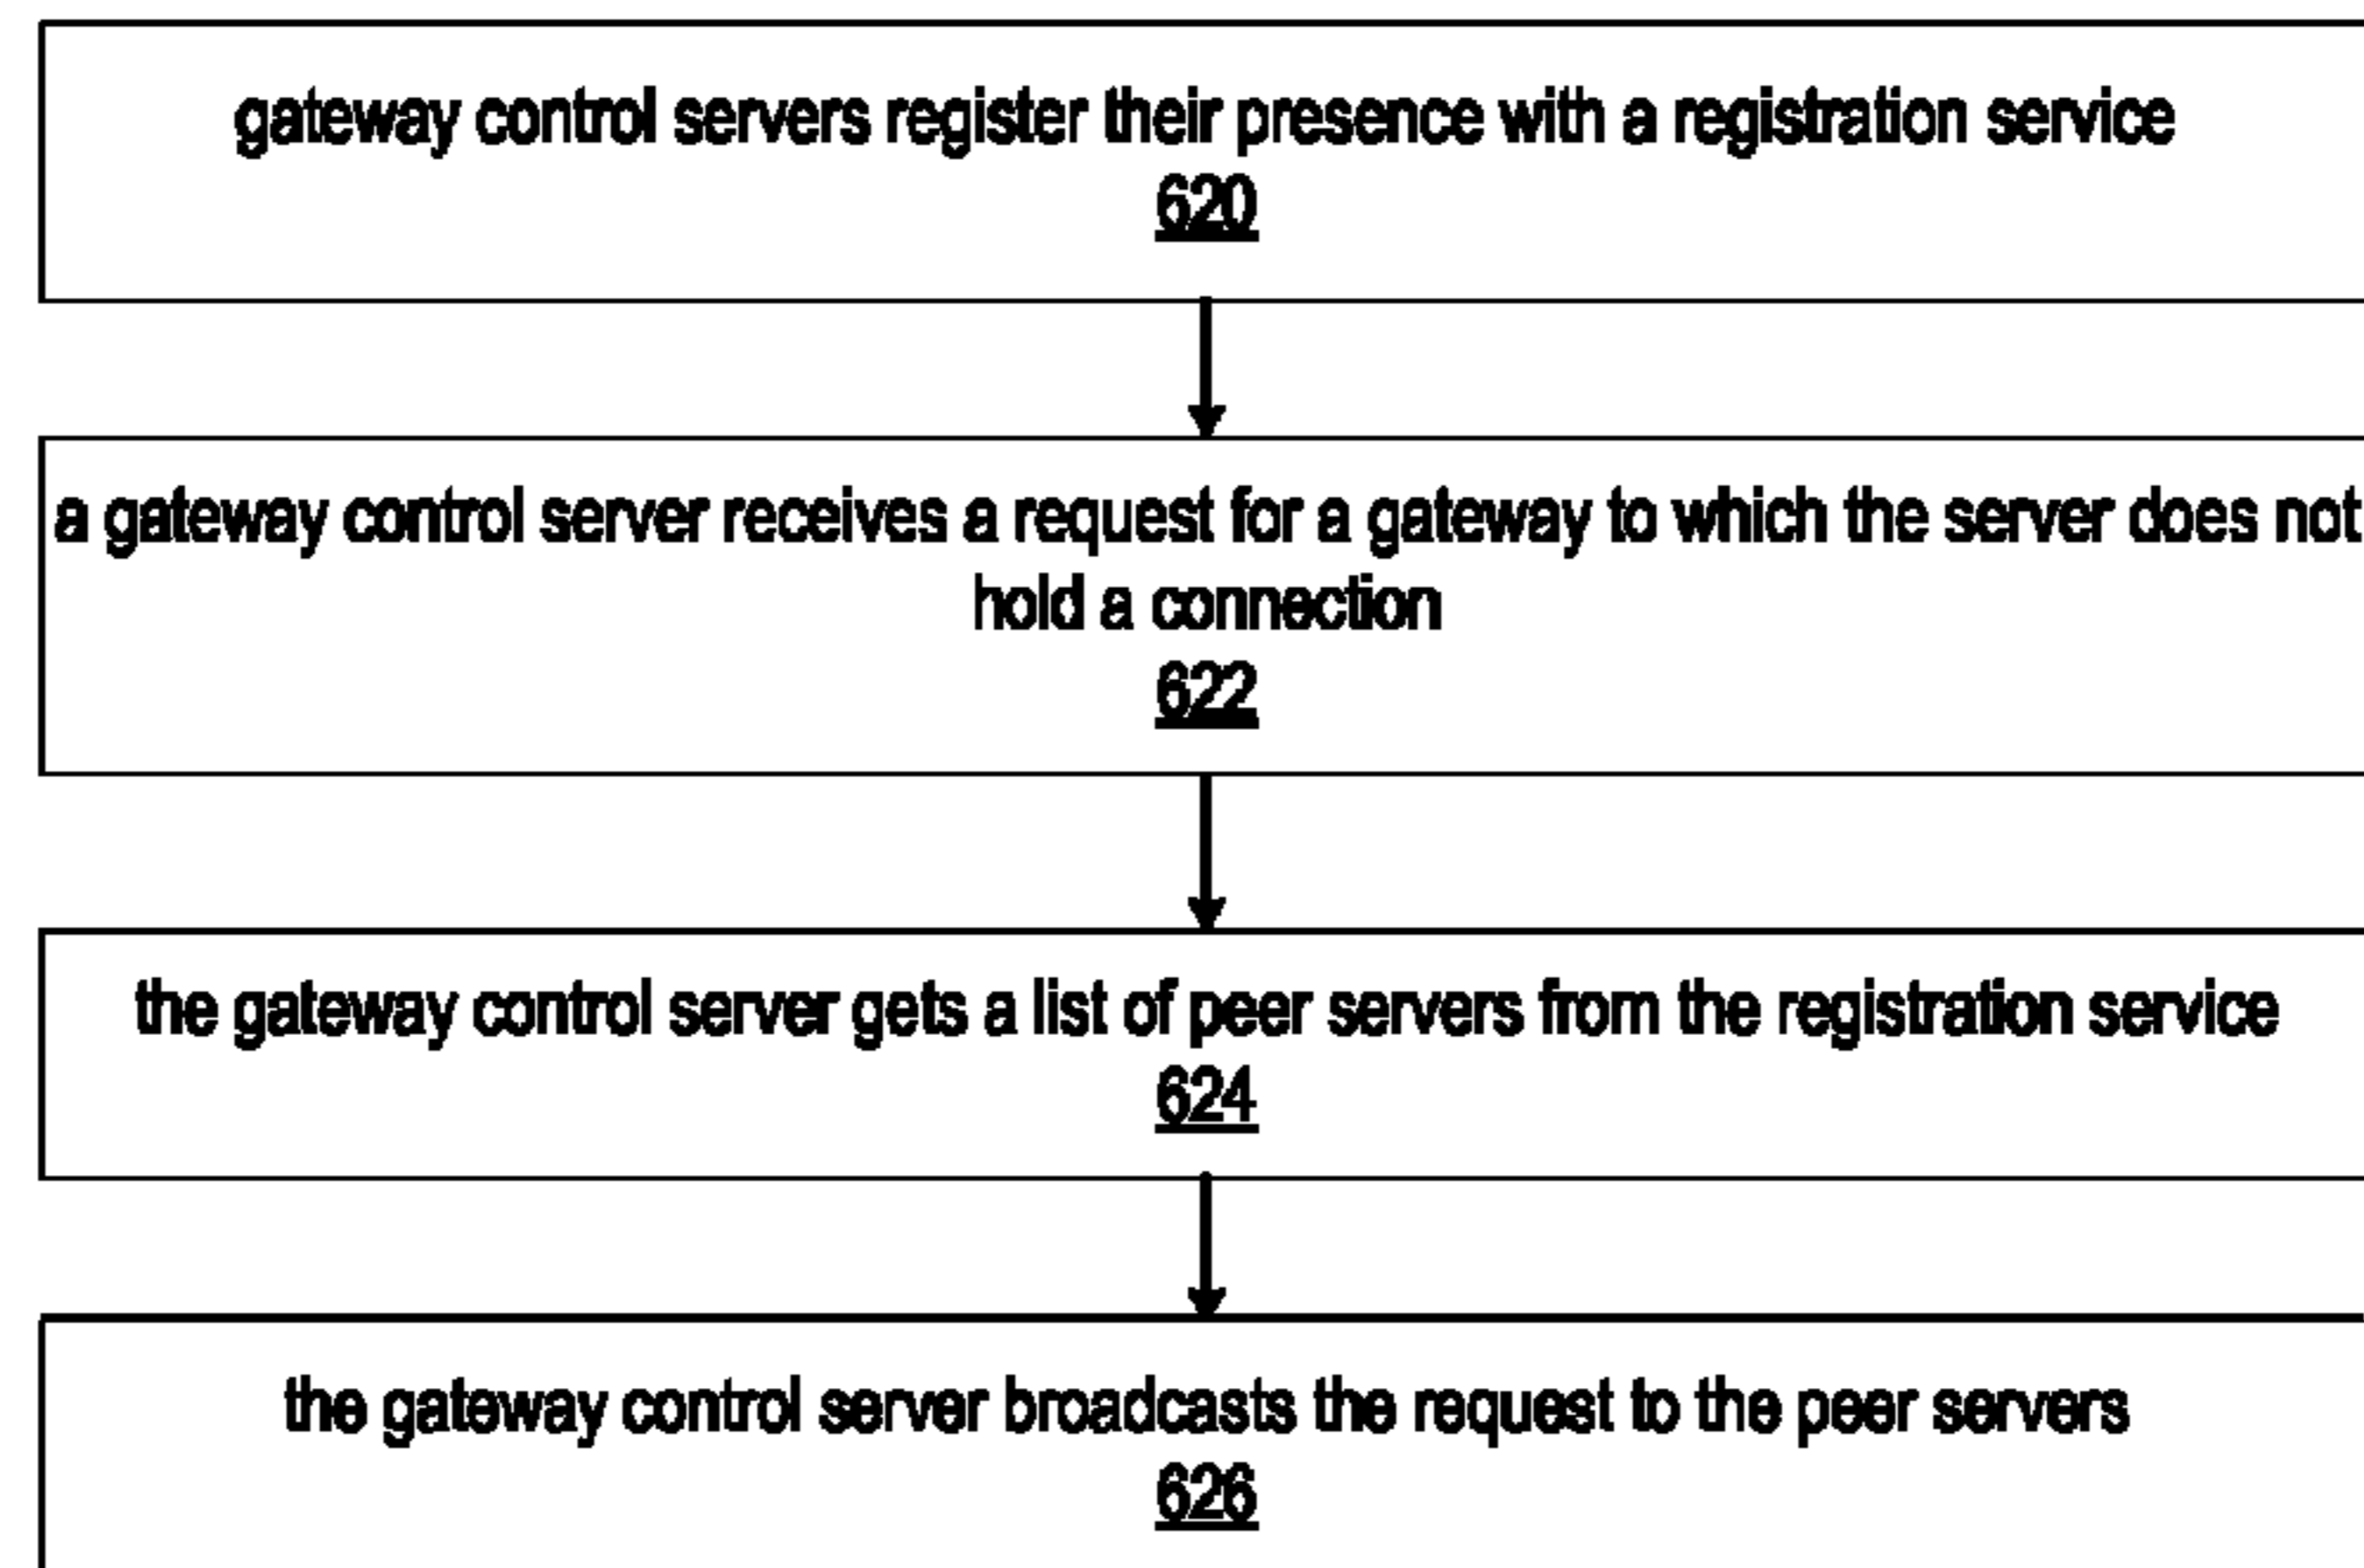 gateway control servers register their presence with a registration service
620
a gateway control server receives a request for a gateway to which the server does not
hold a connection
622
the gateway control server gets a list of peer servers from the registration service
624
the gateway control server broadcasts the request to the peer servers
626